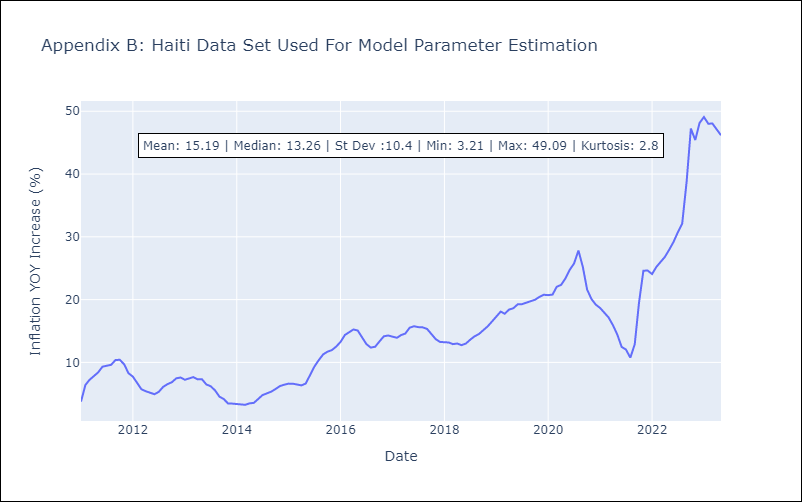 Appendix B: Haiti Data Set Used For Model Parameter Estimation
50
Mean: 15.19 | Median: 13.26 | St Dev :10.4 | Min: 3.21 | Max: 49.09 | Kurtosis: 2.8
40
30
20
10
Inflation YOY Increase (%)
2012 2014 2016 2018 2020 2022
Date